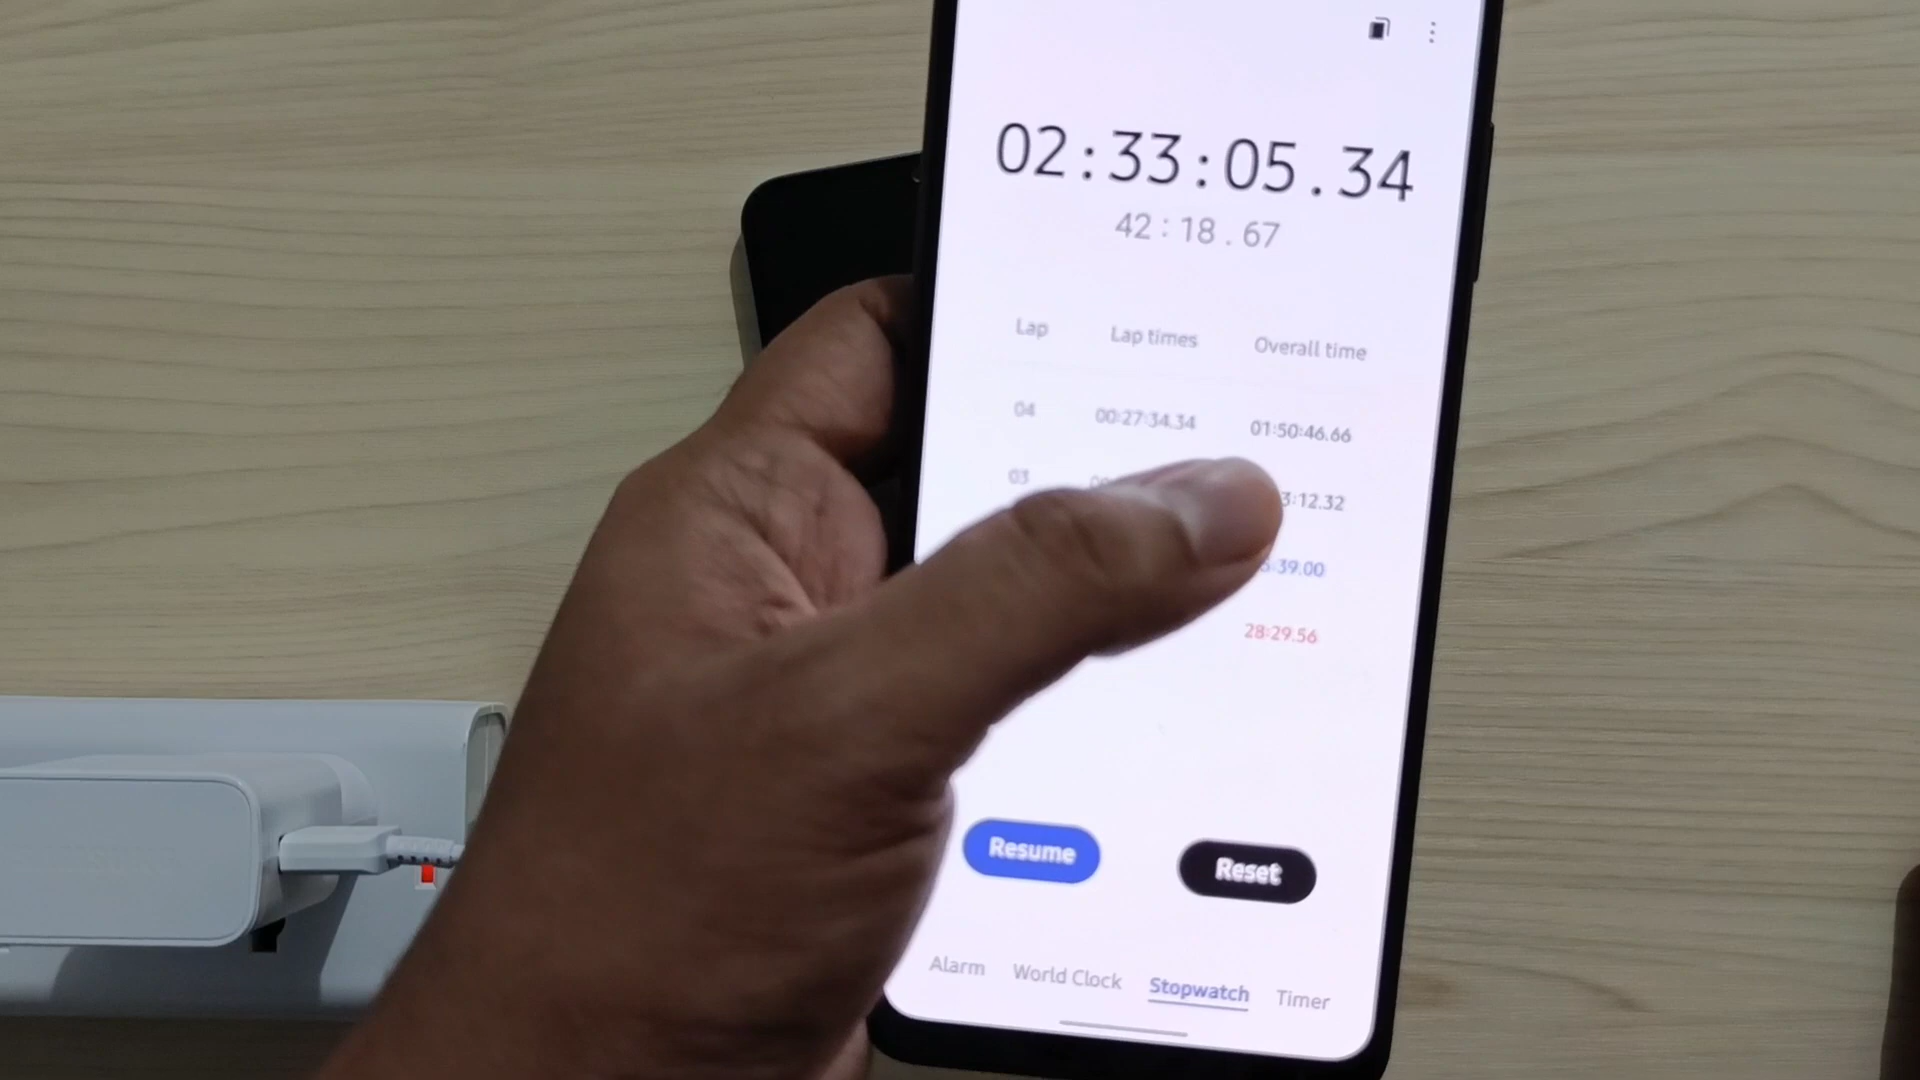 02:33:05.34
42:18.67
Lap Lap times Overall time
04 00:27:34.34 01:50:46.66
03 3:12.32
:39.00
28:29.56
Resume Reset
Alarm World Clock Stopwatch Timer